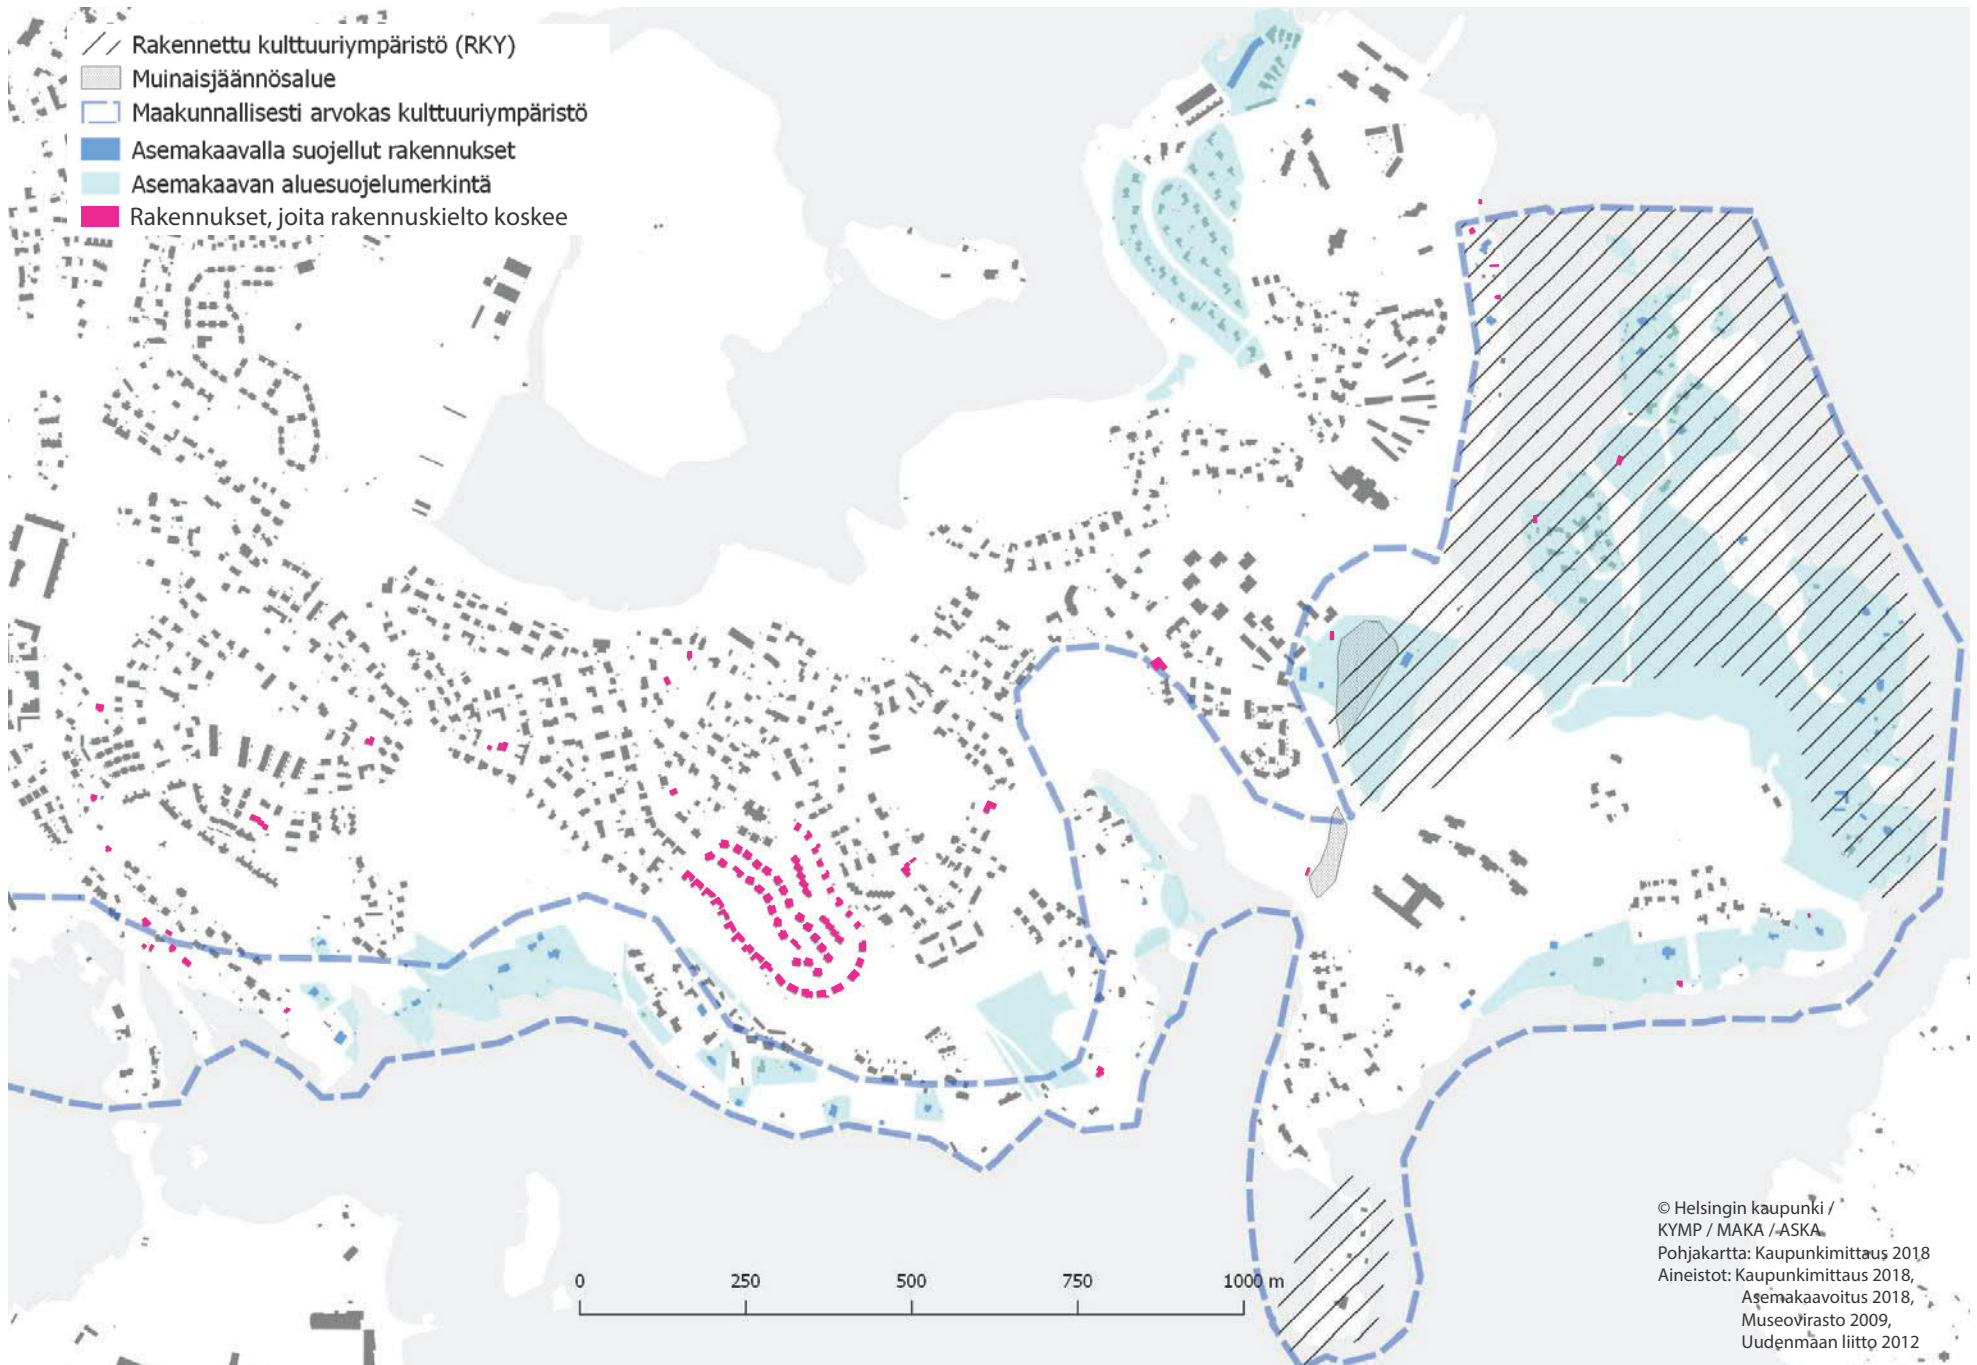 Rakennettu kulttuuriympäristö (RKY)
Muinaisjäännösalue
Maakunnallisesti arvokas kulttuuriympäristö
Asemakaavalla suojellut rakennukset
Asemakaavan aluesuojelumerkintä
Rakennukset, joita rakennuskielto koskee
0 250 500 750 1000 m
© Helsingin kaupunki /
KYMP / MAKA / ASKA
Pohjakartta: Kaupunkimittaus 2018
Aineistot: Kaupunkimittaus 2018,
Asemakaavoitus 2018,
Museovirasto 2009,
Uudenmaan liitto 2012